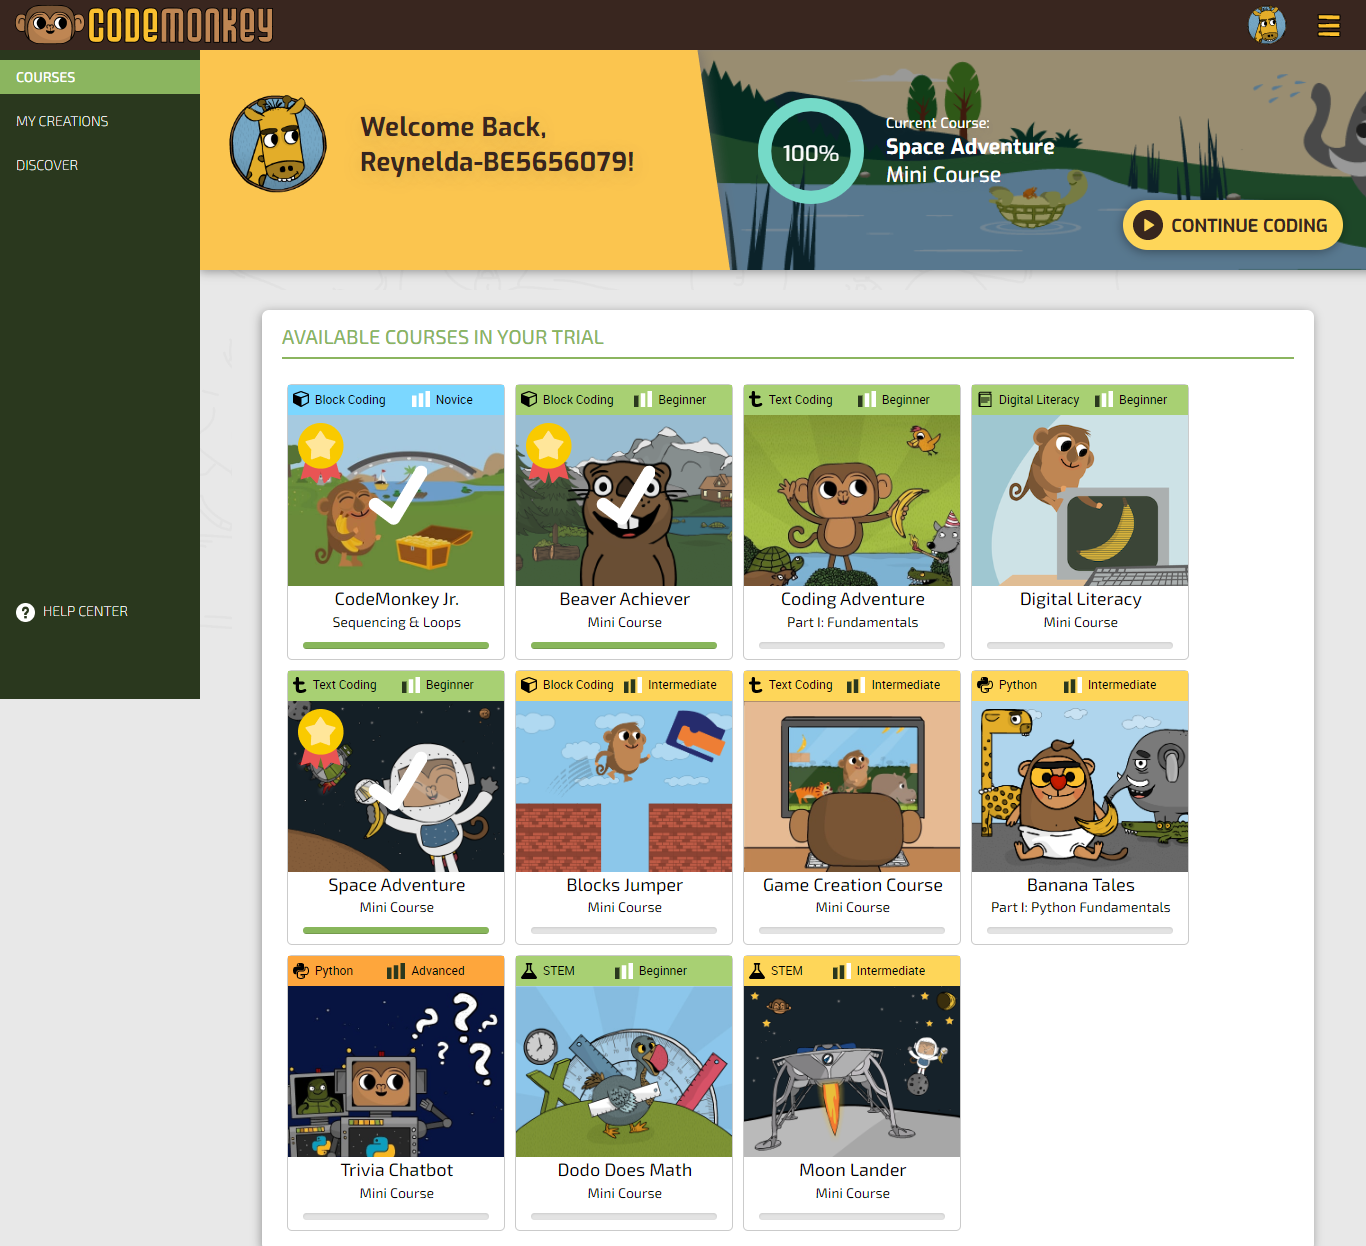 CODEMONKEY
COURSES
MY CREATIONS
DISCOVER
HELP CENTER
Welcome Back,
Reynelda-BE5656079!
100%
Current Course:
Space Adventure
Mini Course
CONTINUE CODING
AVAILABLE COURSES IN YOUR TRIAL
Block Coding Novice
CodeMonkey Jr.
Sequencing & Loops
Block Coding Beginner
Beaver Achiever
Mini Course
Text Coding Beginner
Coding Adventure
Part I: Fundamentals
Digital Literacy Beginner
Digital Literacy
Mini Course
Text Coding Beginner
Space Adventure
Mini Course
Block Coding Intermediate
Blocks Jumper
Mini Course
Text Coding Intermediate
Game Creation Course
Mini Course
Python Intermediate
Banana Tales
Part I: Python Fundamentals
Python Advanced
Trivia Chatbot
Mini Course
STEM Beginner
Dodo Does Math
Mini Course
STEM Intermediate
Moon Lander
Mini Course